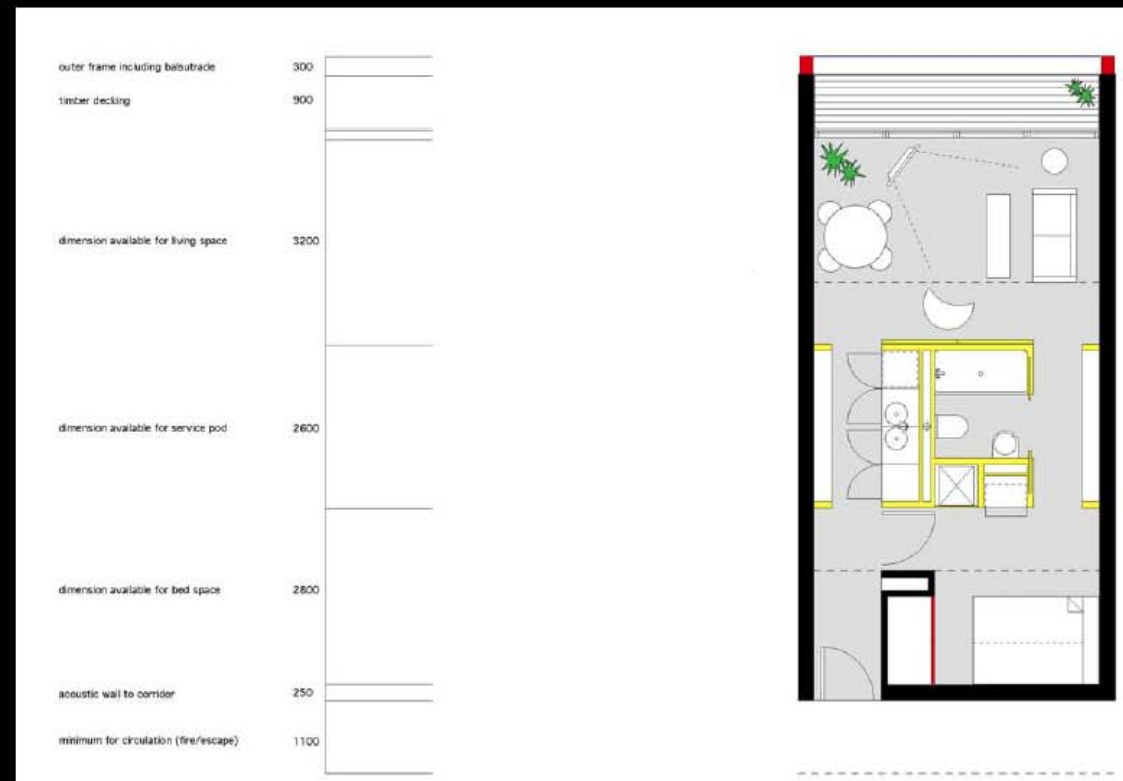 outer frame including balsutrade 300
timber decking 900
dimension available for living space 3200
dimension available for service pod 2600
dimension available for bed space 2800
acoustic wall to corridor 250
minimum for circulation (fire/escape) 1100